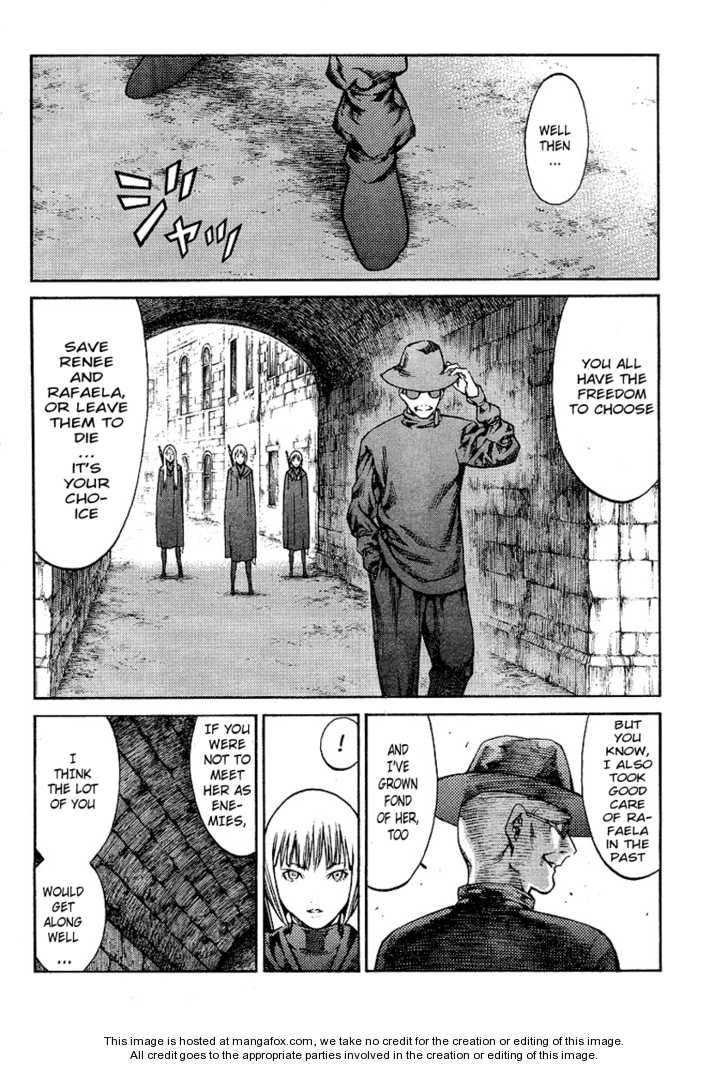 WELL
THEN
...
ジャッ
YOU ALL
HAVE THE
FREEDOM
TO CHOOSE
SAVE
RENEE
AND
RAFAELA,
OR LEAVE
THEM TO
DIE
...
IT'S
YOUR
CHO-
ICE
BUT
YOU
KNOW,
I ALSO
TOOK
GOOD
CARE
OF RA-
FAELA
IN THE
PAST
AND
I'VE
GROWN
FOND
OF HER,
TOO
!
IF YOU
WERE
NOT TO
MEET
HER AS
ENE-
MIES,
I
THINK
THE LOT
OF YOU
WOULD
GET
ALONG
WELL
...
This image is hosted at mangafox.com, we take no credit for the creation or editing of this image.
All credit goes to the appropriate parties involved in the creation or editing of this image.